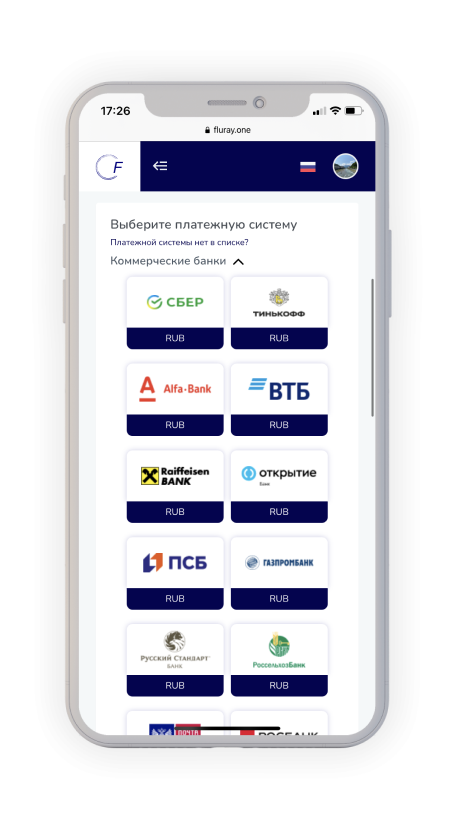 17:26
fluray.one
F
Выберите платежную систему
Платежной системы нет в списке?
Коммерческие банки
СБЕР
ТИНЬКОФФ
RUB
RUB
Alfa·Bank
ВТБ
RUB
RUB
Raiffeisen
BANK
ОТКРЫТИЕ
Банк
RUB
RUB
ПСБ
ГАЗПРОМБАНК
RUB
RUB
РУССКИЙ СТАНДАРТ
БАНК
РоссельхозБанк
RUB
RUB
ПОЧТА
РОСБАНК